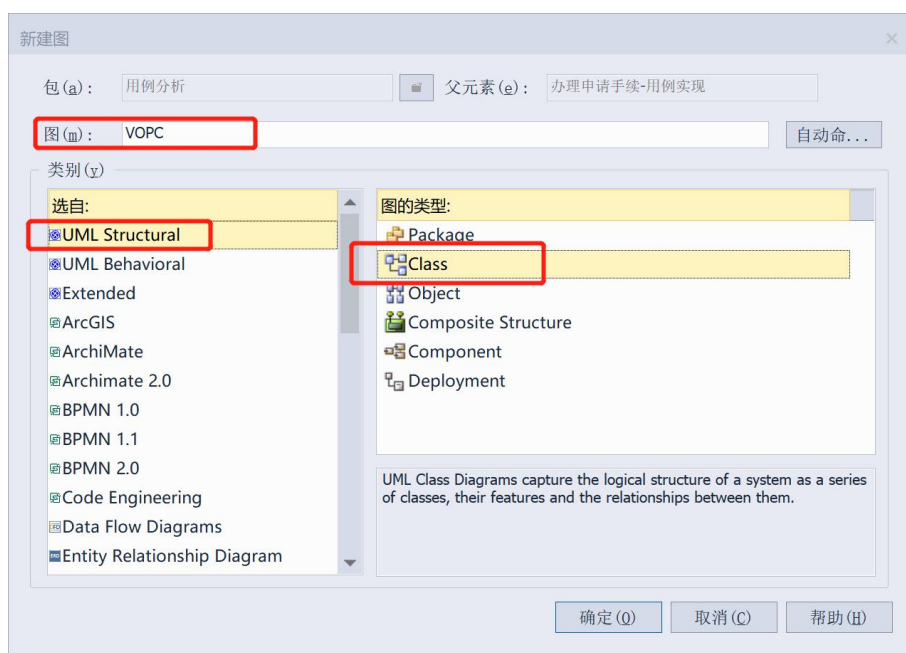 新建图
包(a): 用例分析 父元素(e): 办理申请手续-用例实现
图(m): VOPC 自动命...
类别(y)
选自:
UML Structural
UML Behavioral
Extended
ArcGIS
ArchiMate
Archimate 2.0
BPMN 1.0
BPMN 1.1
BPMN 2.0
Code Engineering
Data Flow Diagrams
Entity Relationship Diagram
图的类型:
Package
Class
Object
Composite Structure
Component
Deployment
UML Class Diagrams capture the logical structure of a system as a series
of classes, their features and the relationships between them.
确定(O) 取消(C) 帮助(H)